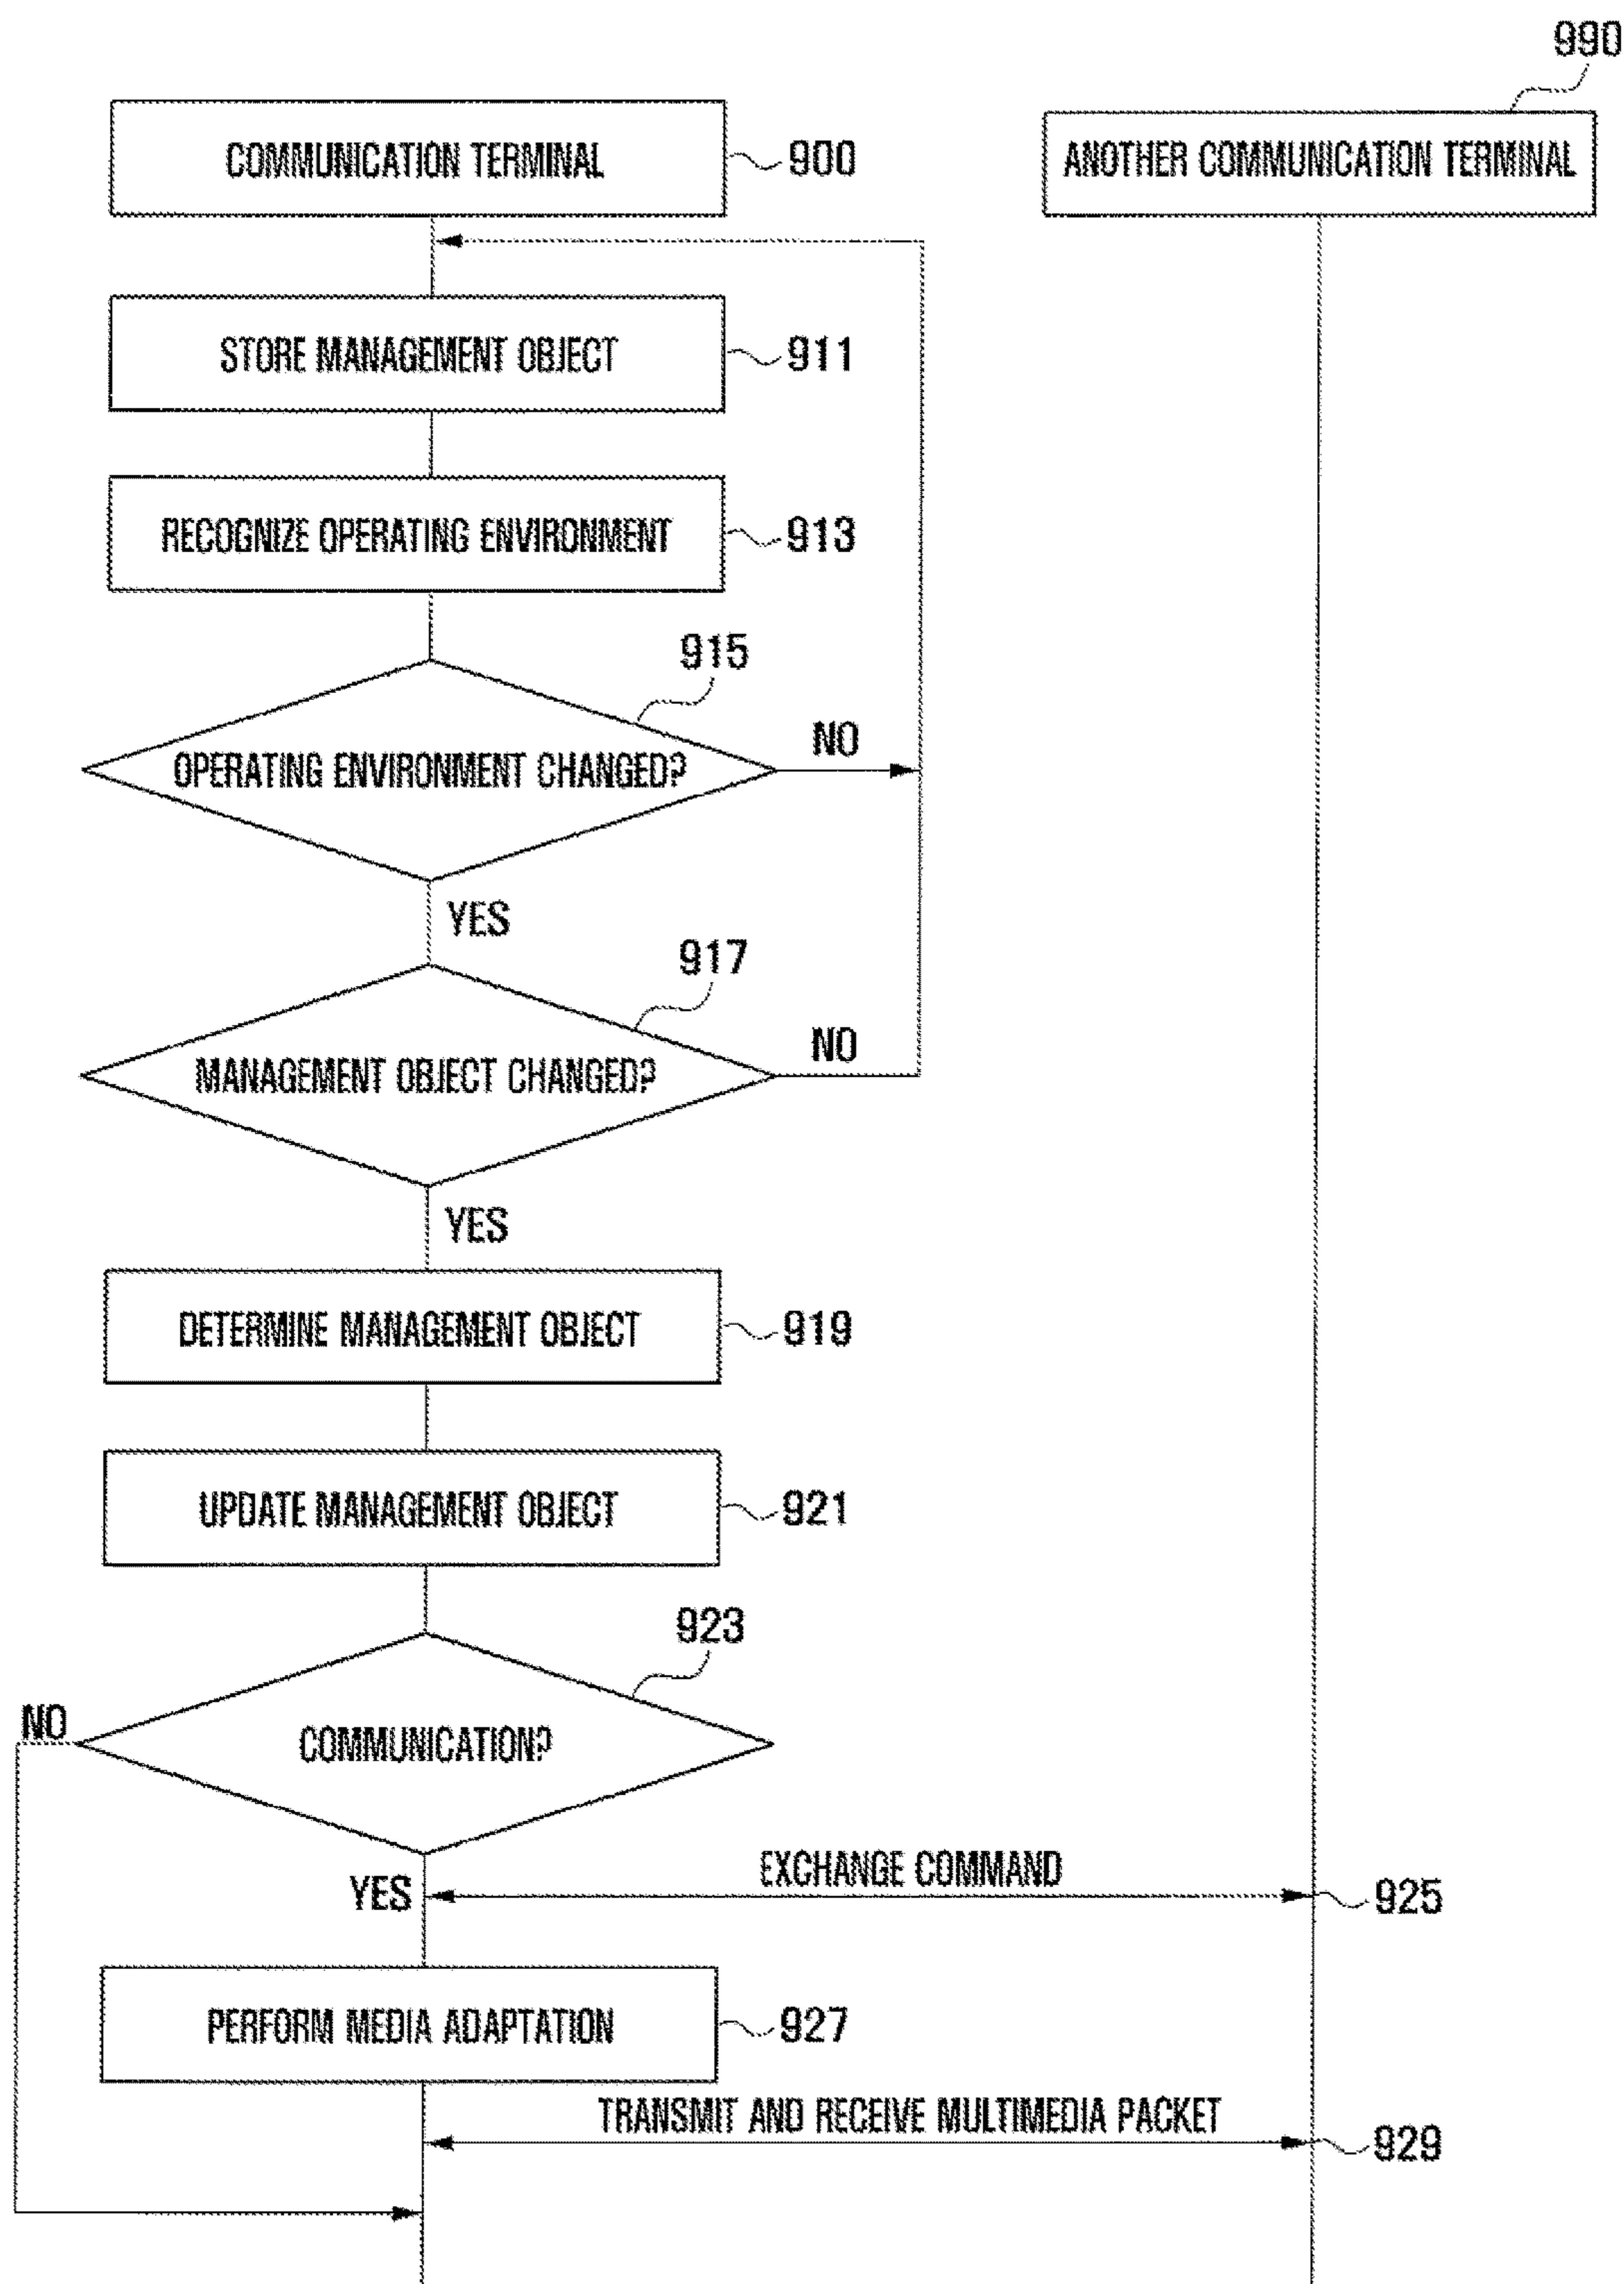 990
COMMUNICATION TERMINAL
900
ANOTHER COMMUNICATION TERMINAL
STORE MANAGEMENT OBJECT
911
RECOGNIZE OPERATING ENVIRONMENT
913
915
OPERATING ENVIRONMENT CHANGED?
NO
YES
917
MANAGEMENT OBJECT CHANGED?
NO
YES
DETERMINE MANAGEMENT OBJECT
919
UPDATE MANAGEMENT OBJECT
921
923
NO
COMMUNICATION?
YES
EXCHANGE COMMAND
925
PERFORM MEDIA ADAPTATION
927
TRANSMIT AND RECEIVE MULTIMEDIA PACKET
929